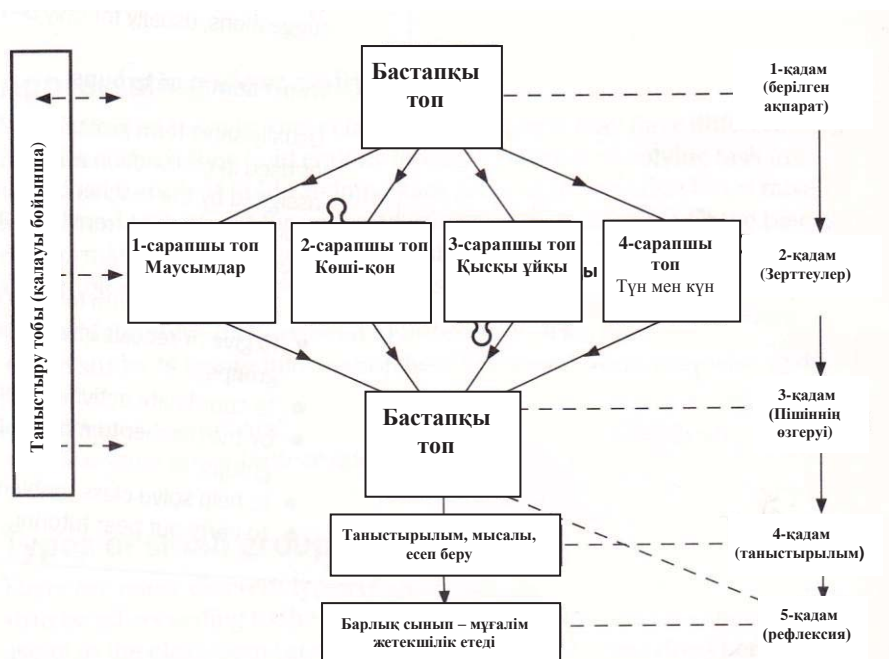 Бастапқы
топ
1-қадам
(берілген
ақпарат)
Таныстыру тобы (қалауы бойынша)
1-сарапшы топ
Маусымдар
2-сарапшы топ
Көші-қон
3-сарапшы топ
Қысқы ұйқы
ы
4-сарапшы
топ
Түн мен күн
2-қадам
(Зерттеулер)
Бастапқы
топ
3-қадам
(Пішіннің
өзгеруі)
Таныстырылым, мысалы,
есеп беру
4-қадам
(таныстырылым)
Барлық сынып – мұғалім
жетекшілік етеді
5-қадам
(рефлексия)